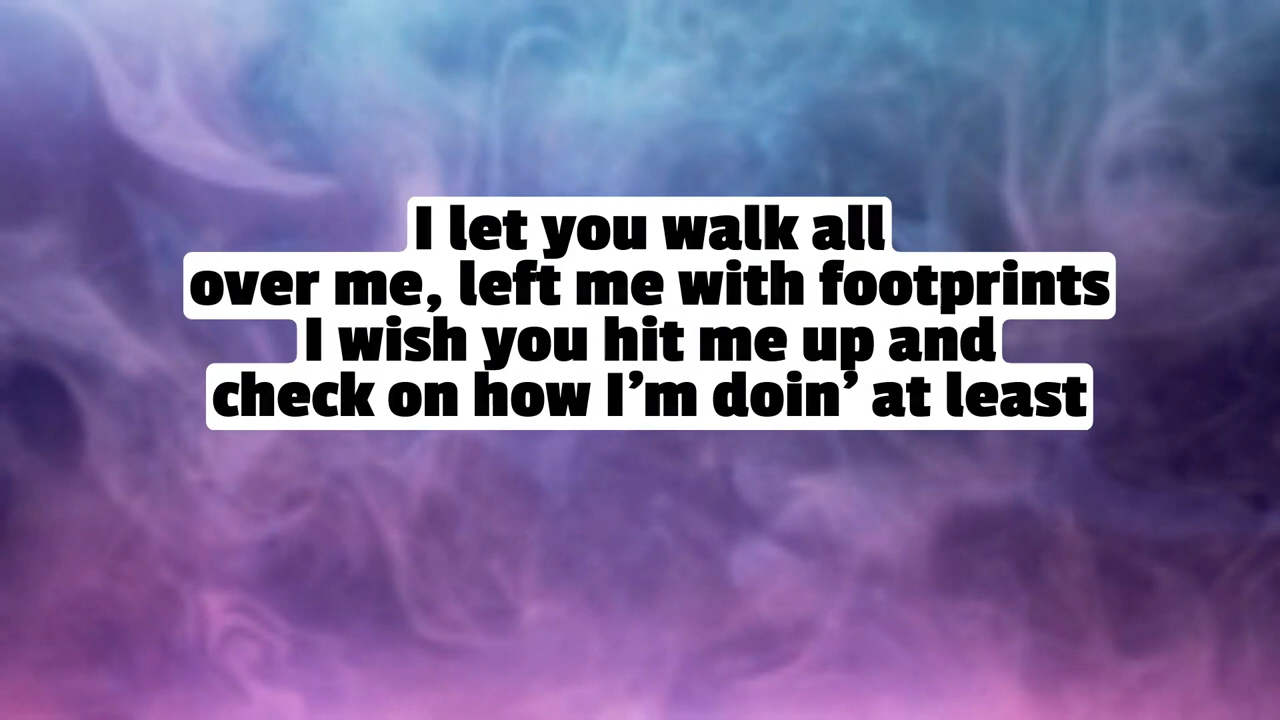 I let you walk all
over me, left me with footprints
I wish you hit me up and
check on how I’m doin’ at least